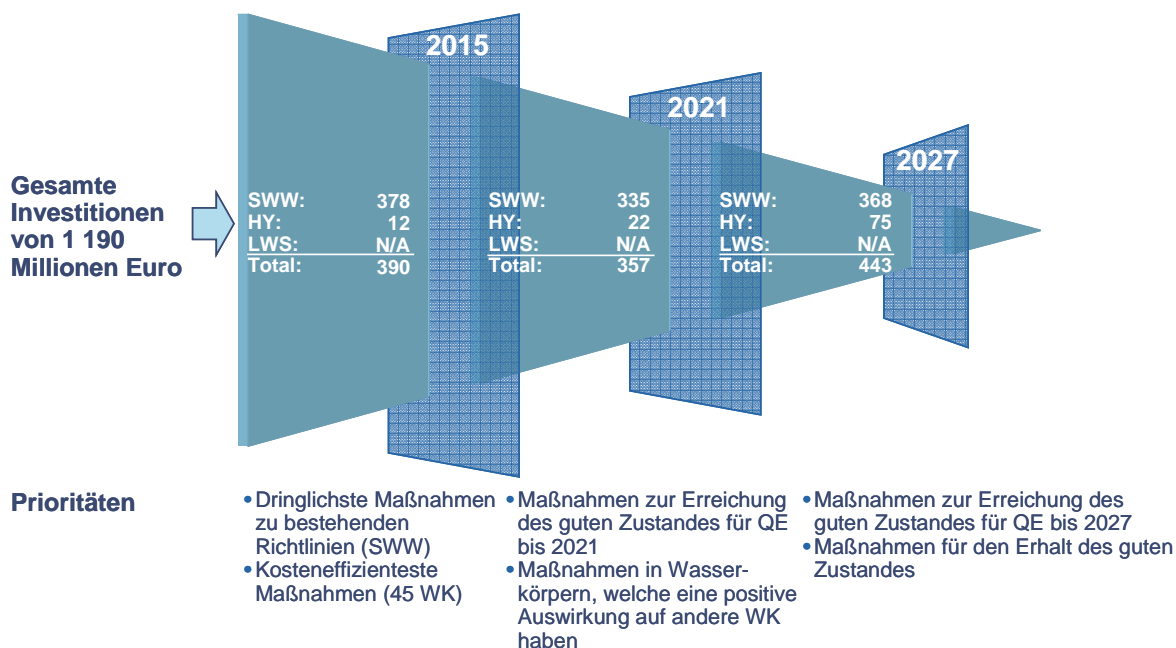 2015
2021
2027
Gesamte
Investitionen
von 1 190
Millionen Euro
SWW: 378
HY: 12
LWS: N/A
Total: 390
SWW: 335
HY: 22
LWS: N/A
Total: 357
SWW: 368
HY: 75
LWS: N/A
Total: 443
Prioritäten
•Dringlichste Maßnahmen
zu bestehenden
Richtlinien (SWW)
•Kosteneffizienteste
Maßnahmen (45 WK)
•Maßnahmen zur Erreichung
des guten Zustandes für QE
bis 2021
•Maßnahmen in Wasser-
körpern, welche eine positive
Auswirkung auf andere WK
haben
•Maßnahmen zur Erreichung des
guten Zustandes für QE bis 2027
•Maßnahmen für den Erhalt des guten
Zustandes